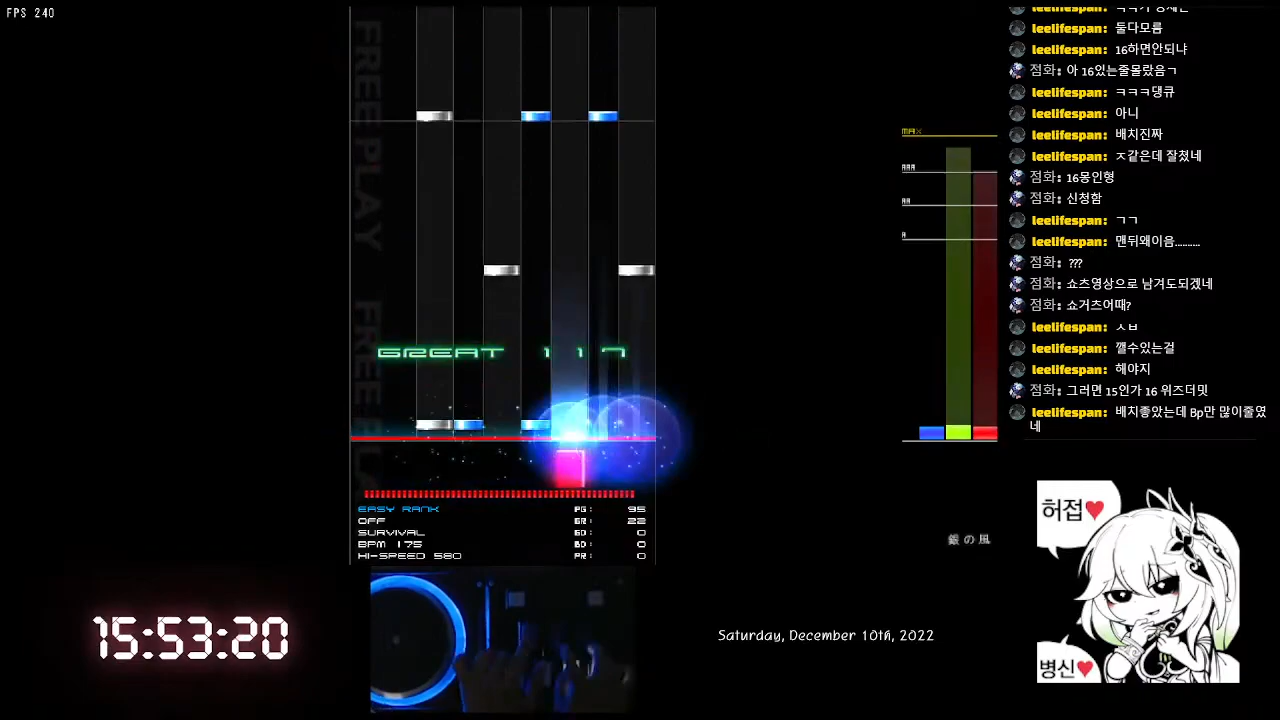 FPS 240
FREE PLAY
leelifespan: 둘다모름
leelifespan: 16하면안되냐
점화: 아 16있는줄몰랐음ㄱ
leelifespan: ㅋㅋㅋ댕큐
leelifespan: 아니
leelifespan: 배치진짜
leelifespan: ㅈ같은데 잘쳤네
점화: 16몽인형
점화: 신청함
leelifespan: ㄱㄱ
leelifespan: 맨뒤왜이음.........
점화: ???
점화: 쇼츠영상으로 남겨도되겠네
점화: 쇼거츠어때?
leelifespan: ㅅㅂ
leelifespan: 깰수있는걸
leelifespan: 해야지
점화: 그러면 15인가 16 위즈더밋
leelifespan: 배치좋았는데 Bp만 많이줄였
네
MAX
AAA
AA
A
GREAT 117
EASY RANK PG: 95
OFF GR: 22
SURVIVAL GD: 0
BPM 175 BD: 0
HI-SPEED 580 PR: 0
銀の風
15:53:20
Saturday, December 10th, 2022
허접♥
병신♥